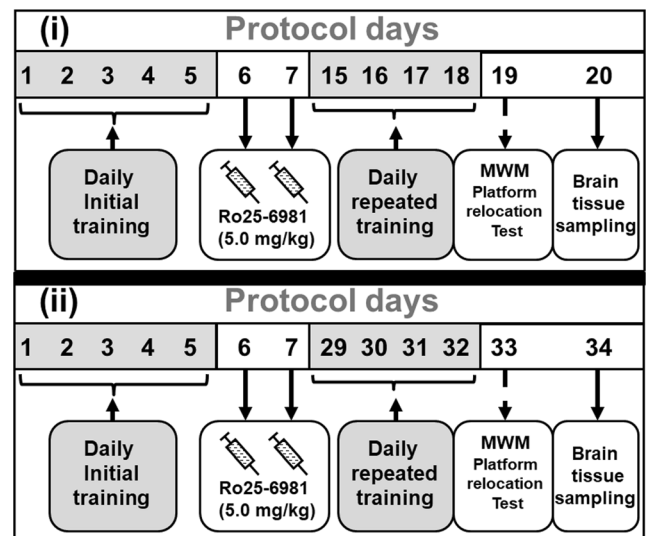 (i) Protocol days
1 2 3 4 5 6 7 15 16 17 18 19 20
Daily
Initial
training
Ro25-6981
(5.0 mg/kg)
Daily
repeated
training
MWM
Platform
relocation
Test
Brain
tissue
sampling
(ii) Protocol days
1 2 3 4 5 6 7 29 30 31 32 33 34
Daily
Initial
training
Ro25-6981
(5.0 mg/kg)
Daily
repeated
training
MWM
Platform
relocation
Test
Brain
tissue
sampling